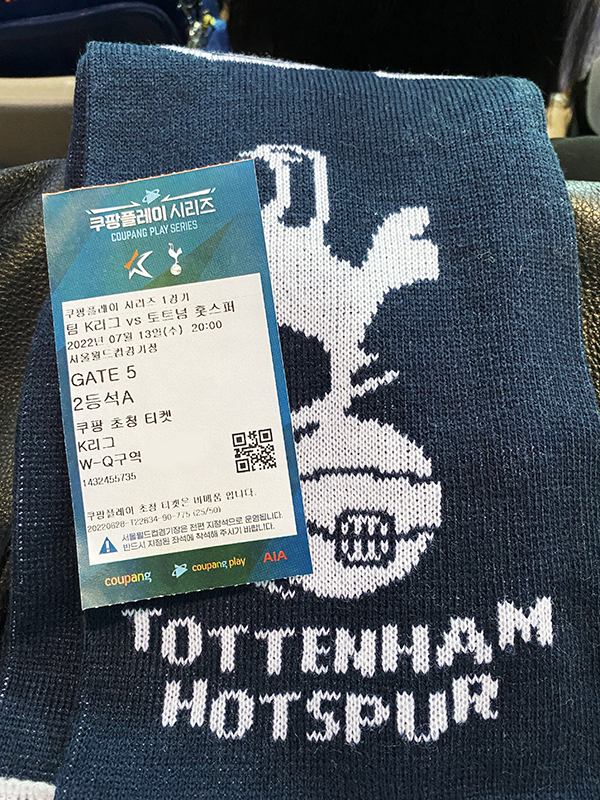 쿠팡플레이 시리즈
COUPANG PLAY SERIES
쿠팡플레이 시리즈 1경기
팀 K리그 vs 토트넘 홋스퍼
2022년 07월 13일(수) 20:00
서울월드컵경기장
GATE 5
2등석A
쿠팡 초청 티켓
K리그
W-Q구역
1432455735
쿠팡플레이 초청 티켓은 비매품 입니다.
20220628-T22634-90-775 (25/50)
서울월드컵경기장은 전편 지정석으로 운영됩니다.
반드시 지정된 좌석에 착석해 주시기 바랍니다.
coupang
coupang play
AIA
TOTTENHAM
HOTSPUR